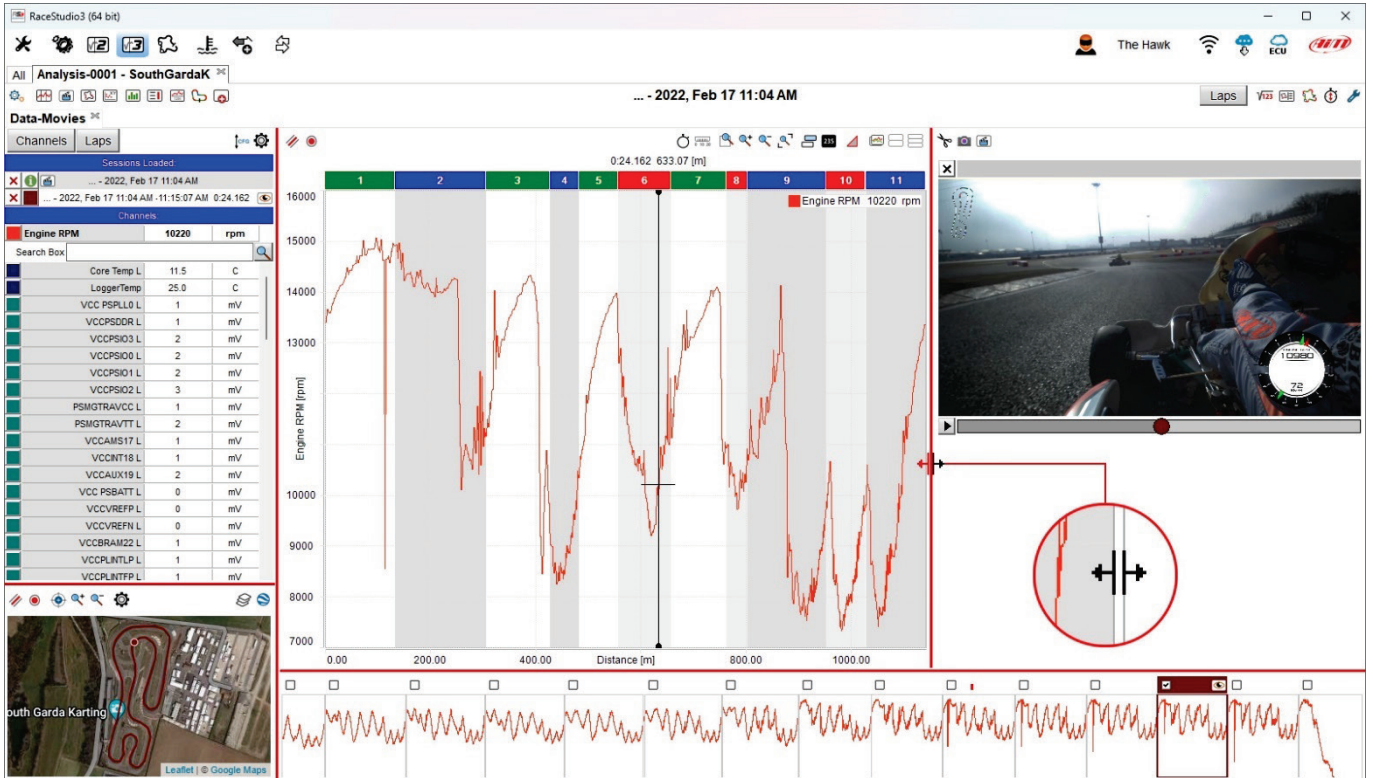 RaceStudio3 (64 bit)
The Hawk
ECU
AiM
All Analysis-0001 - SouthGardaK
... - 2022, Feb 17 11:04 AM
Laps
Data-Movies
Channels Laps
CFG
0:24.162 633.07 [m]
Sessions Loaded:
... - 2022, Feb 17 11:04 AM
... - 2022, Feb 17 11:04 AM -11:15:07 AM 0:24.162
Channels
Engine RPM 10220 rpm
Search Box
Core Temp L 11.5 C
LoggerTemp 25.0 C
VCC PSPLL0 L 1 mV
VCCPSDDR L 1 mV
VCCPSIO3 L 2 mV
VCCPSIO0 L 2 mV
VCCPSIO1 L 2 mV
VCCPSIO2 L 3 mV
PSMGTRAVCC L 1 mV
PSMGTRAVTT L 2 mV
VCCAMS17 L 1 mV
VCCINT18 L 1 mV
VCCAUX19 L 2 mV
VCC PSBATT L 0 mV
VCCVREFP L 0 mV
VCCVREFN L 0 mV
VCCBRAM22 L 1 mV
VCCPLINTLP L 1 mV
VCCPLINTFP L 1 mV
1 2 3 4 5 6 7 8 9 10 11
Engine RPM 10220 rpm
16000
15000
14000
13000
Engine RPM [rpm]
10000
9000
8000
7000
0.00 200.00 400.00 Distance [m] 800.00 1000.00
10980
72
outh Garda Karting
Leaflet | © Google Maps